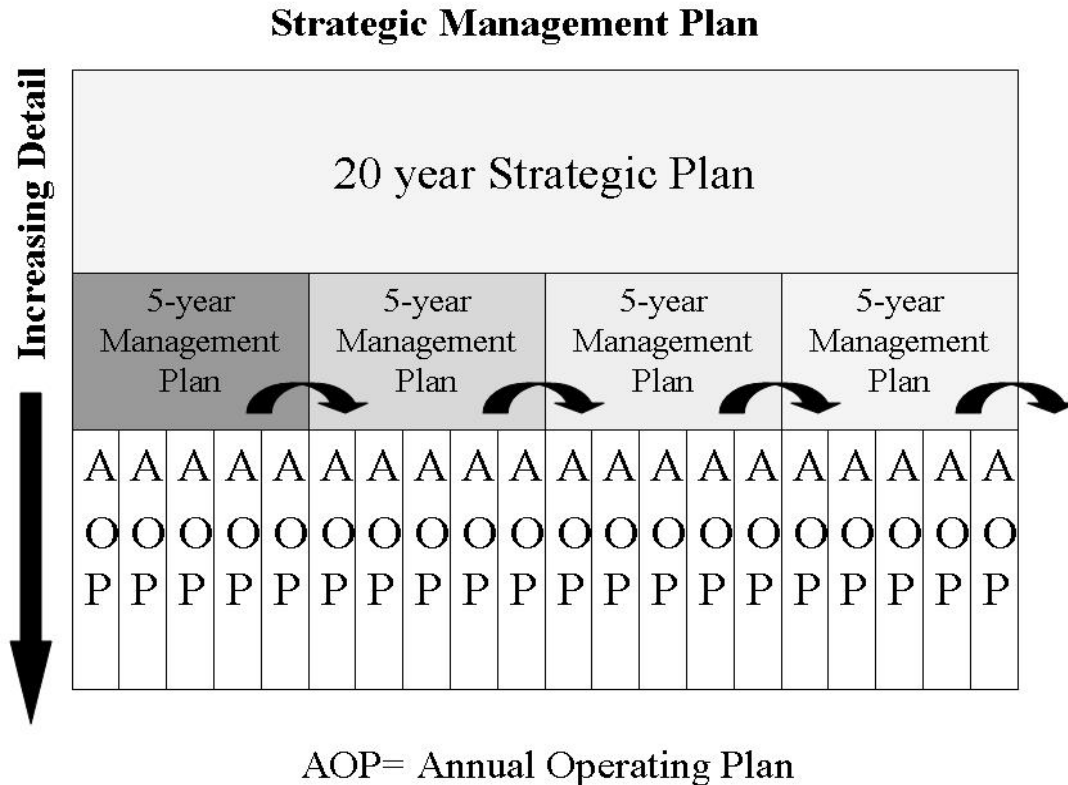 Strategic Management Plan
Increasing Detail
20 year Strategic Plan
5-year
Management
Plan
5-year
Management
Plan
5-year
Management
Plan
5-year
Management
Plan
A A A A A A A A A A A A A A A A A A A A
O O O O O O O O O O O O O O O O O O O O
P P P P P P P P P P P P P P P P P P P P
AOP= Annual Operating Plan